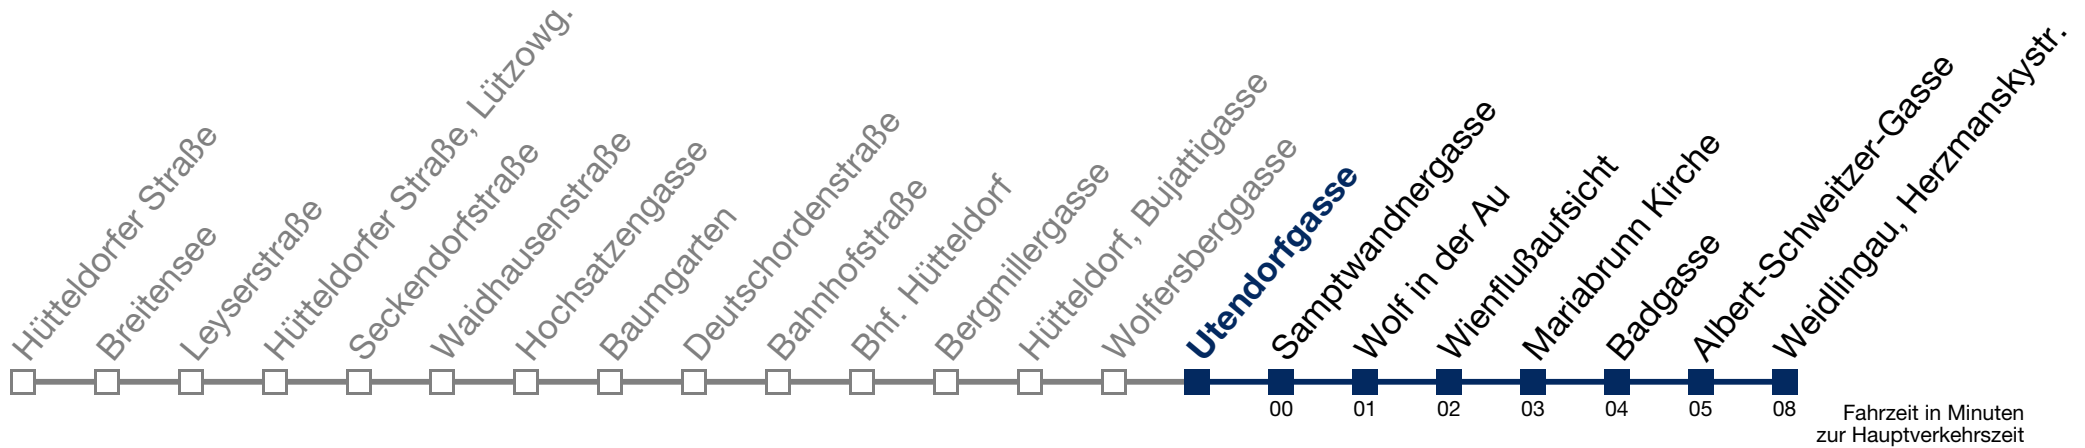 Hütteldorfer Straße
Breitensee
Leyserstraße
Hütteldorfer Straße, Lützowg.
Seckendorfstraße
Waidhausenstraße
Hochsatzengasse
Baumgarten
Deutschordenstraße
Bahnhofstraße
Bhf. Hütteldorf
Bergmillergasse
Hütteldorf, Bujattigasse
Wolfersberggasse
Utendorfgasse
Samptwandnergasse
Wolf in der Au
Wienflußaufsicht
Mariabrunn Kirche
Badgasse
Albert-Schweitzer-Gasse
Weidlingau, Herzmanskystr.
00 01 02 03 04 05 08
Fahrzeit in Minuten
zur Hauptverkehrszeit